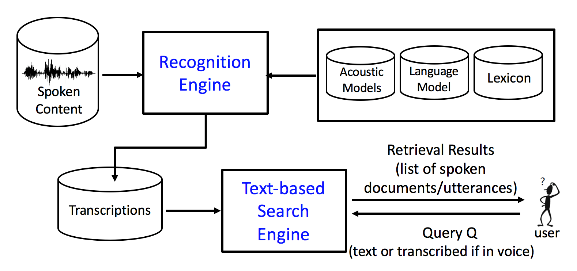 Spoken
Content
Recognition
Engine
Acoustic
Models
Language
Model
Lexicon
Transcriptions
Text-based
Search
Engine
Retrieval Results
(list of spoken
documents/utterances)
Query Q
(text or transcribed if in voice)
?
user